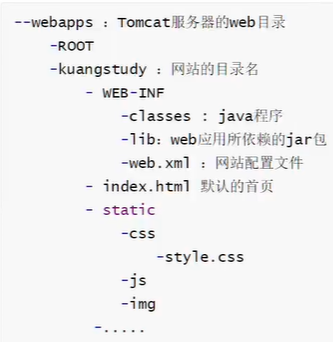 --webapps ：Tomcat服务器的web目录
-ROOT
-kuangstudy ：网站的目录名
- WEB-INF
-classes : java程序
-lib：web应用所依赖的jar包
-web.xml ：网站配置文件
- index.html 默认的首页
- static
-css
-style.css
-js
-img
-.....